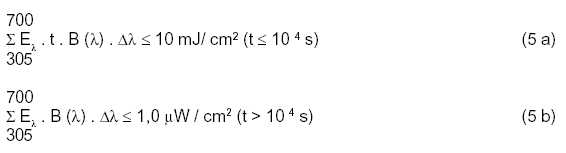 700
Σ Eλ . t . B (λ) . Δλ ≤ 10 mJ/ cm² (t ≤ 10 ⁴ s) (5 a)
305
700
Σ Eλ . B (λ) . Δλ ≤ 1,0 μW / cm² (t > 10 ⁴ s) (5 b)
305